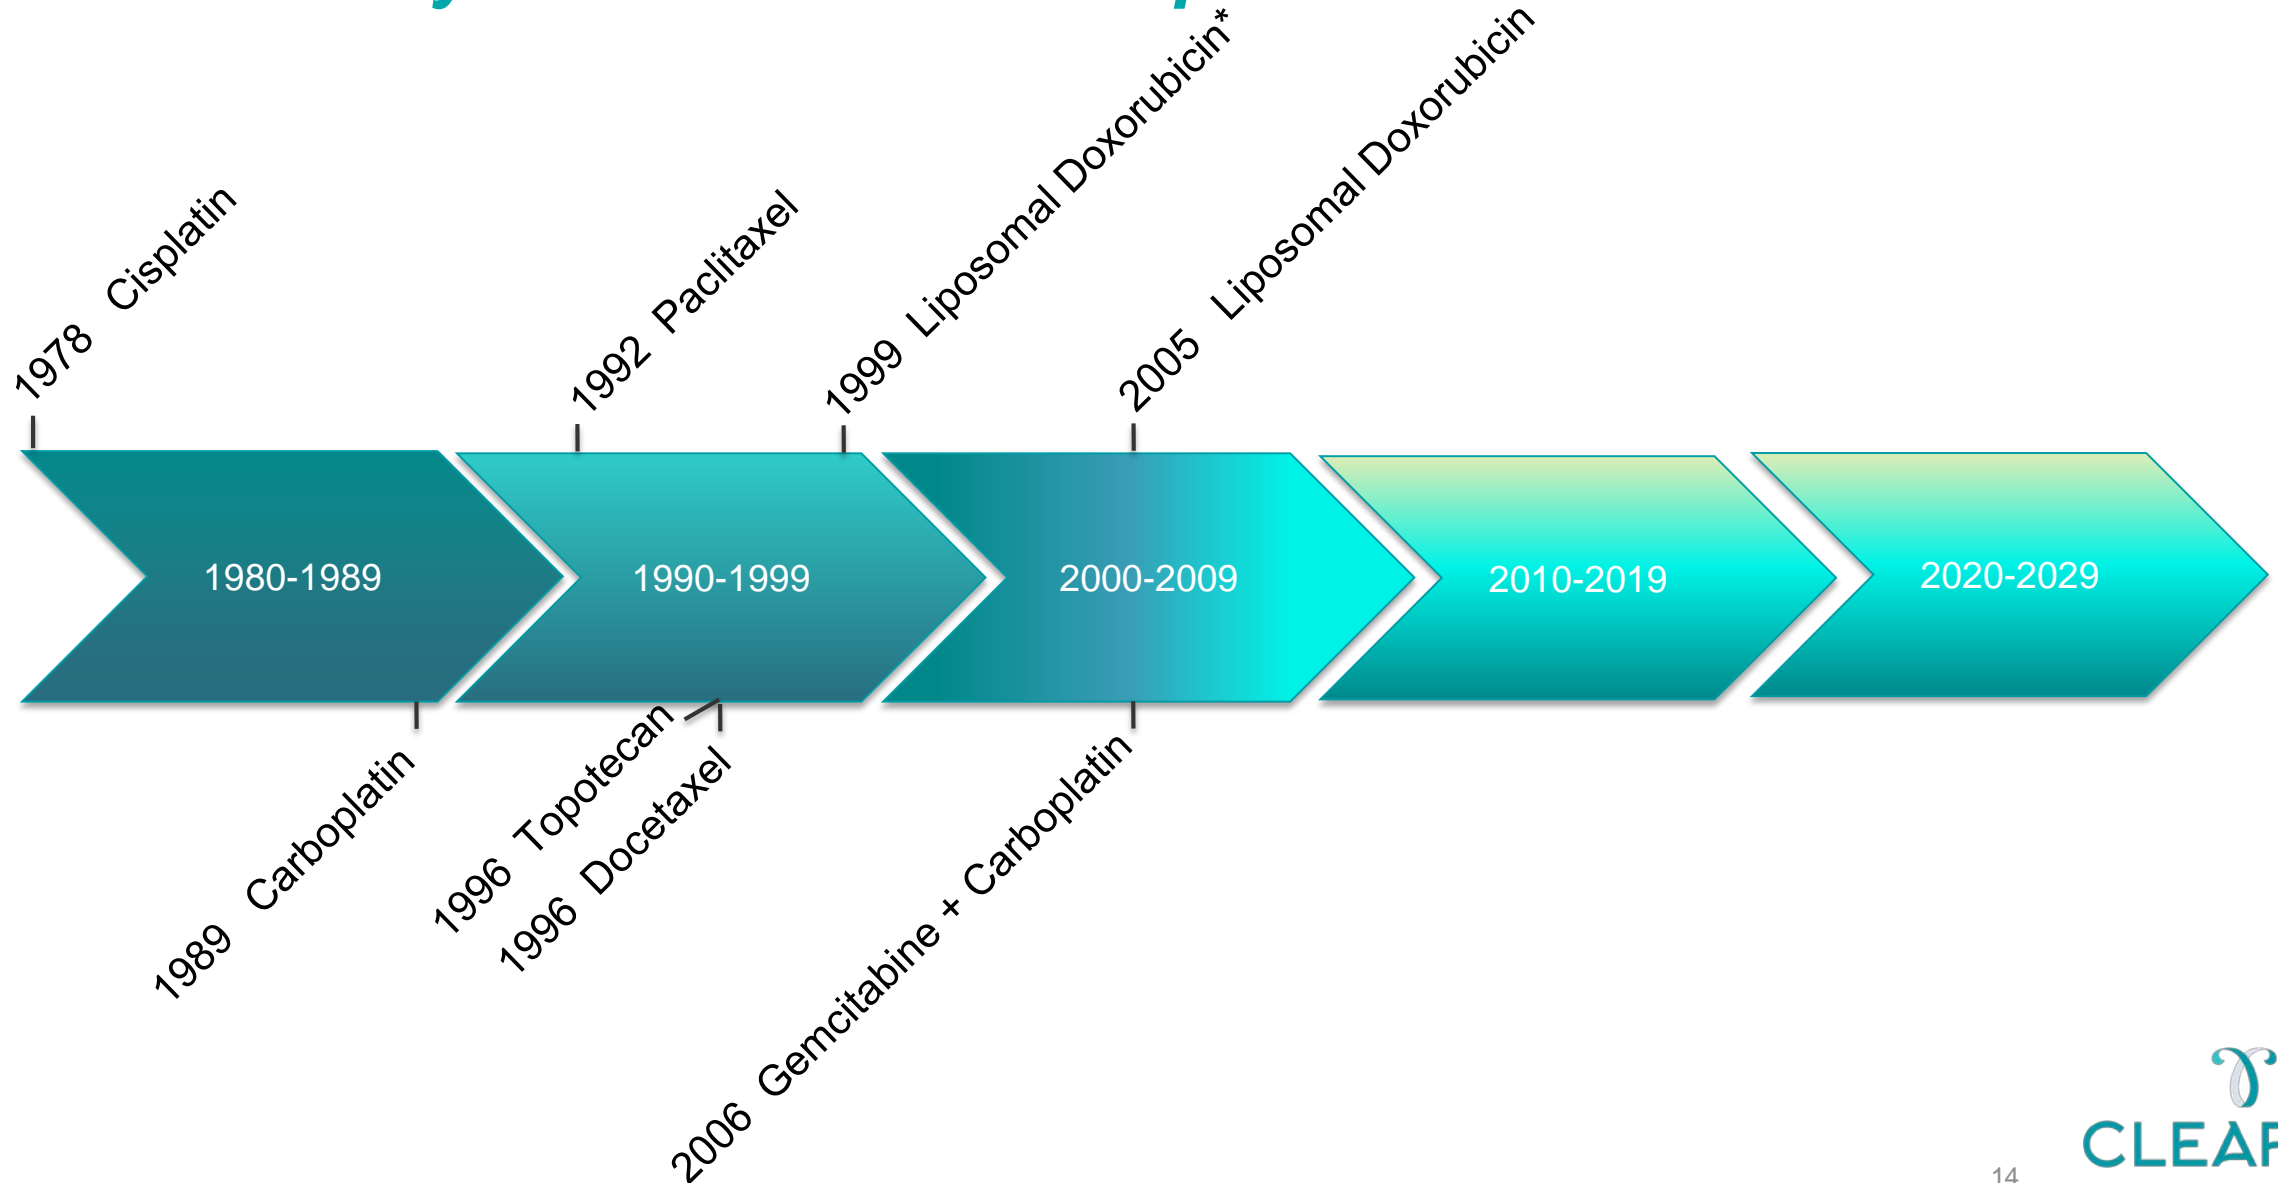 1978 Cisplatin
1992 Paclitaxel
1999 Liposomal Doxorubicin*
2005 Liposomal Doxorubicin
1980-1989
1990-1999
2000-2009
2010-2019
2020-2029
1989 Carboplatin
1996 Topotecan
1996 Docetaxel
2006 Gemcitabine + Carboplatin
14